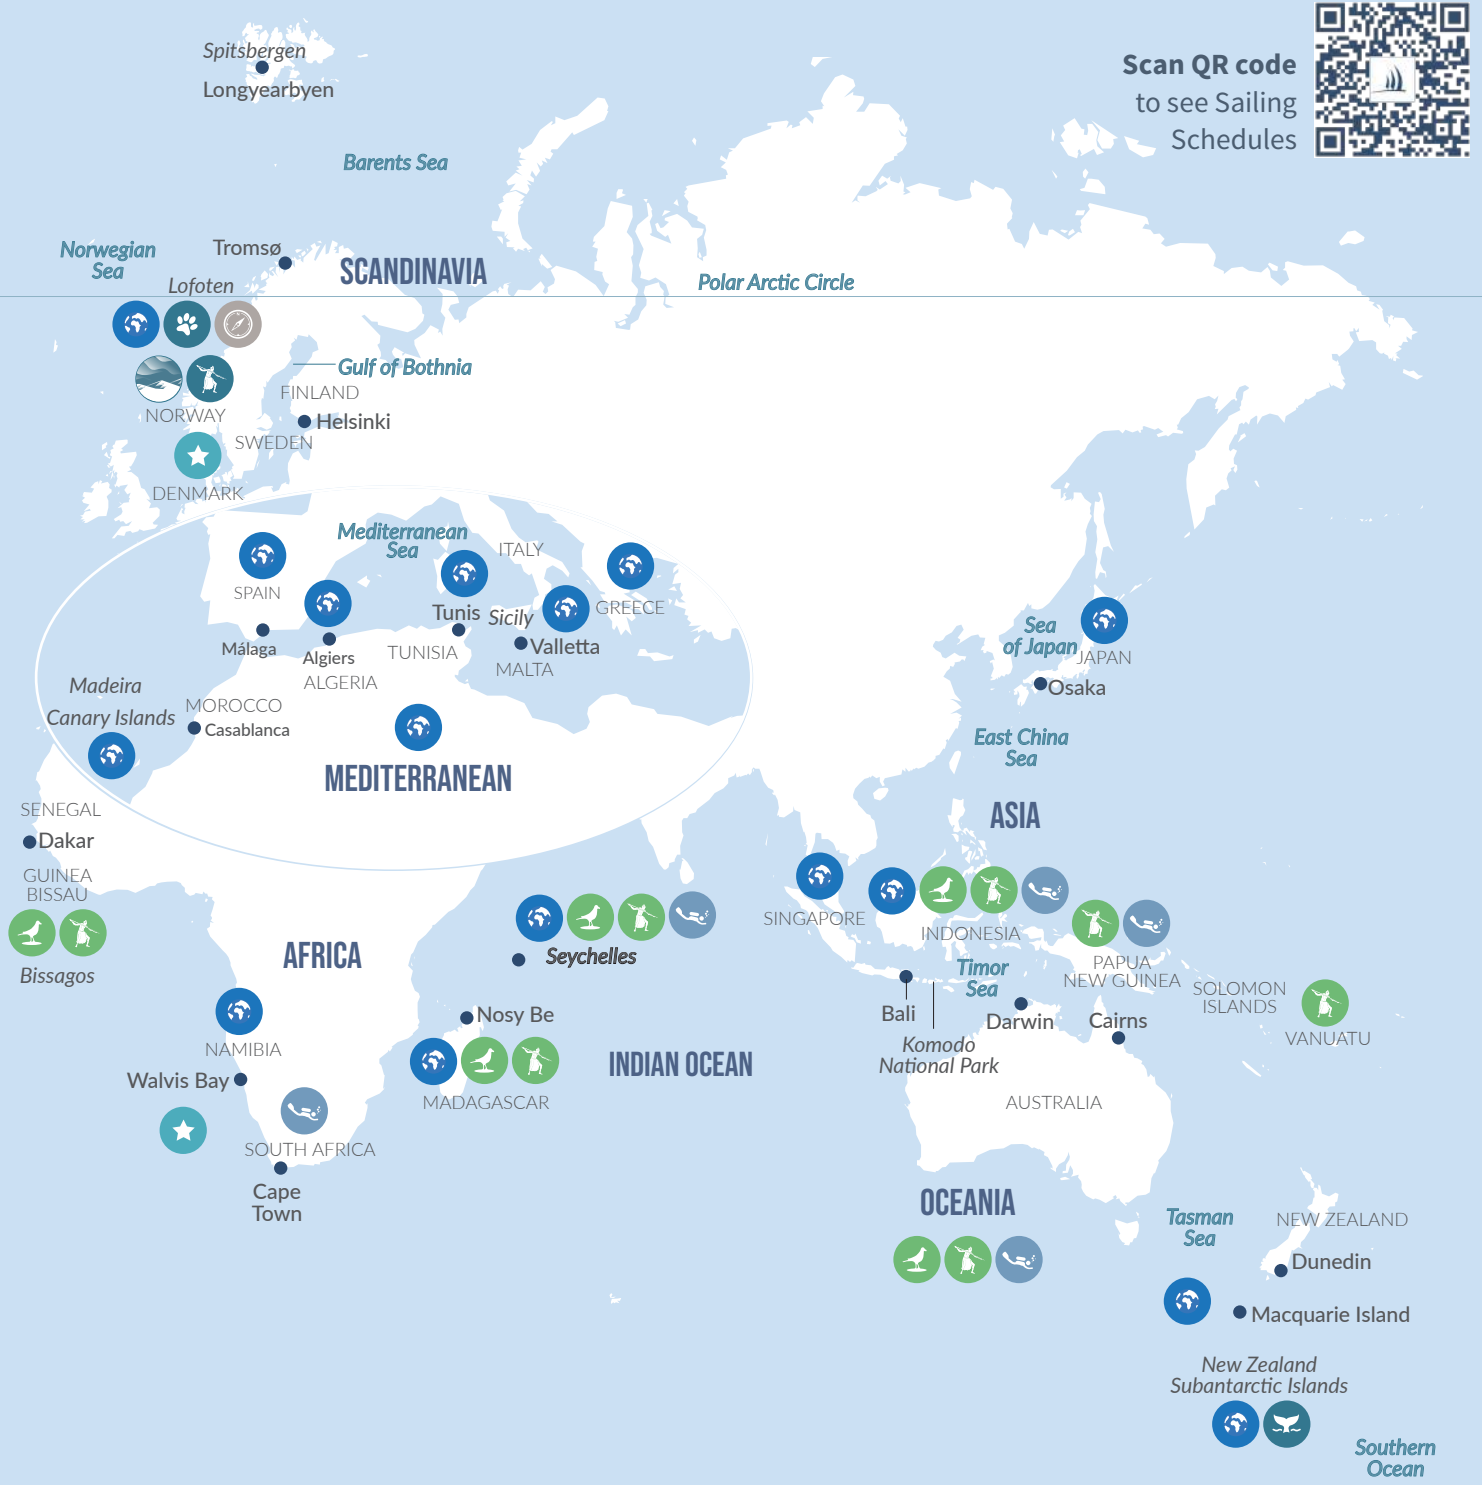 Spitsbergen
Longyearbyen
Scan QR code
to see Sailing
Schedules
Barents Sea
Norwegian
Sea
Tromsø
SCANDINAVIA
Lofoten
Polar Arctic Circle
Gulf of Bothnia
FINLAND
NORWAY
Helsinki
SWEDEN
DENMARK
Mediterranean
Sea
ITALY
SPAIN
Tunis
Sicily
GREECE
Málaga
Algiers
TUNISIA
Valletta
MALTA
ALGERIA
Madeira
Canary Islands
MOROCCO
Casablanca
MEDITERRANEAN
Sea
of Japan
JAPAN
Osaka
East China
Sea
ASIA
SENEGAL
Dakar
GUINEA
BISSAU
Bissagos
AFRICA
Seychelles
SINGAPORE
INDONESIA
PAPUA
NEW GUINEA
Timor
Sea
SOLOMON
ISLANDS
VANUATU
Bali
Darwin
Cairns
Komodo
National Park
Nosy Be
NAMIBIA
Walvis Bay
INDIAN OCEAN
MADAGASCAR
AUSTRALIA
SOUTH AFRICA
Cape
Town
OCEANIA
Tasman
Sea
NEW ZEALAND
Dunedin
Macquarie Island
New Zealand
Subantarctic Islands
Southern
Ocean